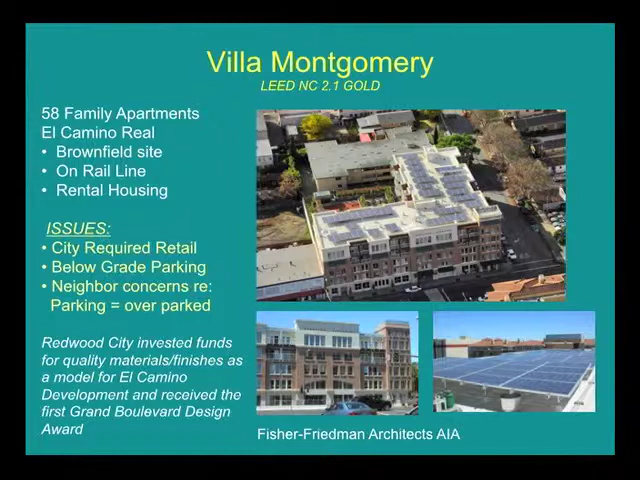 Villa Montgomery
LEED NC 2.1 GOLD
58 Family Apartments
El Camino Real
• Brownfield site
• On Rail Line
• Rental Housing
ISSUES:
• City Required Retail
• Below Grade Parking
• Neighbor concerns re:
Parking = over parked
Redwood City invested funds
for quality materials/finishes as
a model for El Camino
Development and received the
first Grand Boulevard Design
Award
Fisher-Friedman Architects AIA